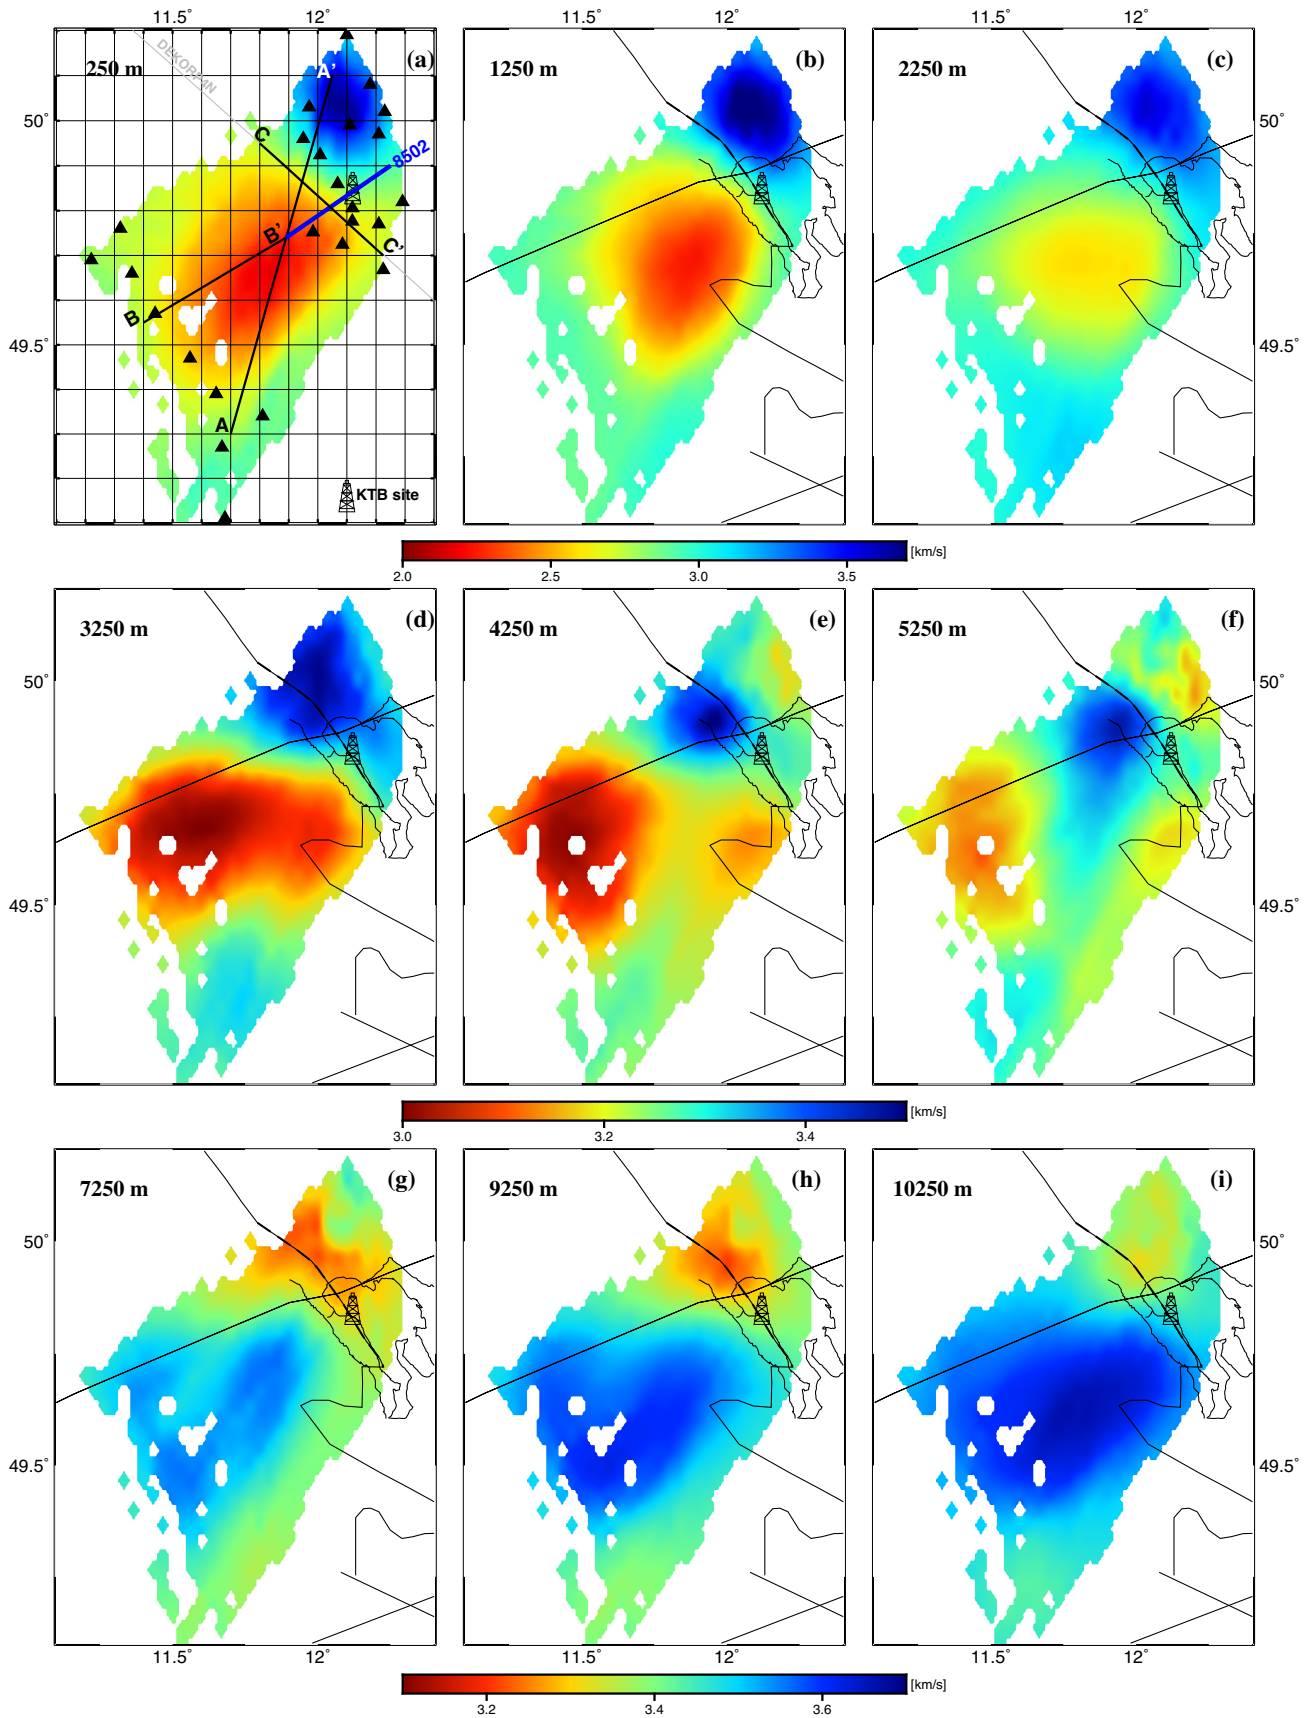 11.5° 12° 11.5° 12° 11.5° 12°
250 m (a) 1250 m (b) 2250 m (c)
DEKORP4N
A'
50° 50°
C
8502
B'
C'
B
49.5° 49.5°
A
KTB site
[km/s]
2.0 2.5 3.0 3.5
3250 m (d) 4250 m (e) 5250 m (f)
50° 50°
49.5° 49.5°
[km/s]
3.0 3.2 3.4
7250 m (g) 9250 m (h) 10250 m (i)
50° 50°
49.5° 49.5°
11.5° 12° 11.5° 12° 11.5° 12°
[km/s]
3.2 3.4 3.6